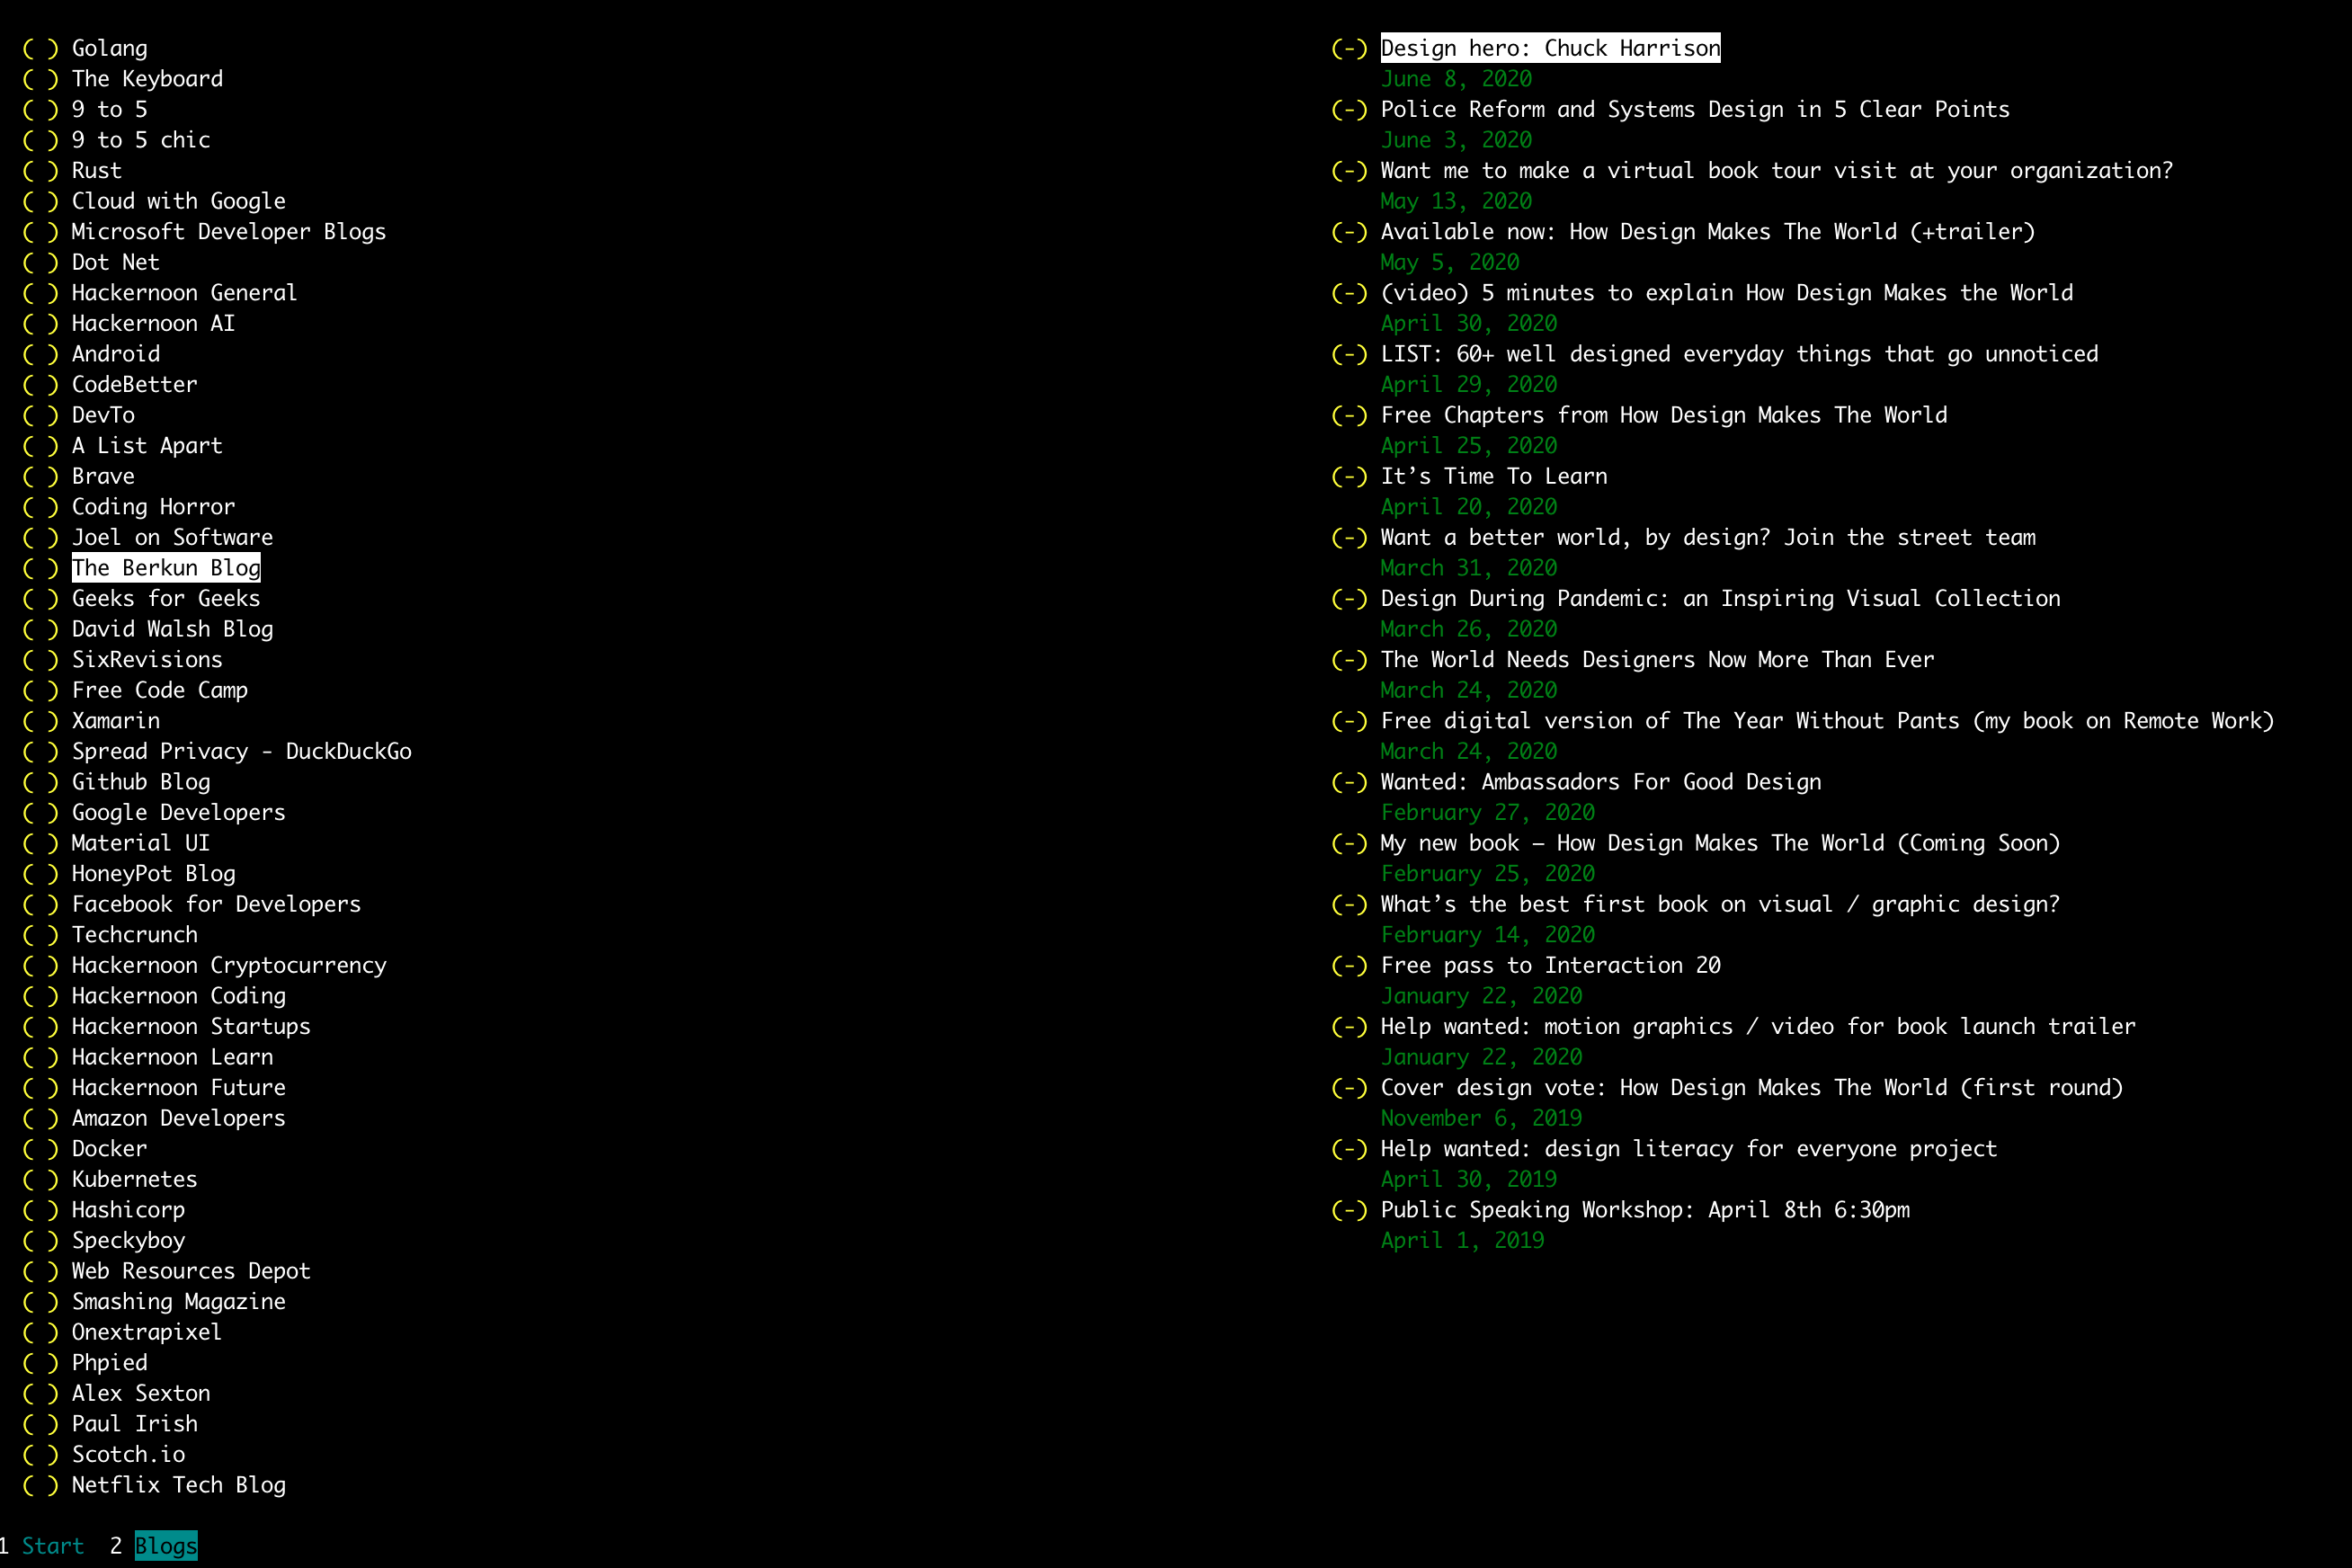 ( ) Golang
( ) The Keyboard
( ) 9 to 5
( ) 9 to 5 chic
( ) Rust
( ) Cloud with Google
( ) Microsoft Developer Blogs
( ) Dot Net
( ) Hackernoon General
( ) Hackernoon AI
( ) Android
( ) CodeBetter
( ) DevTo
( ) A List Apart
( ) Brave
( ) Coding Horror
( ) Joel on Software
( ) The Berkun Blog
( ) Geeks for Geeks
( ) David Walsh Blog
( ) SixRevisions
( ) Free Code Camp
( ) Xamarin
( ) Spread Privacy - DuckDuckGo
( ) Github Blog
( ) Google Developers
( ) Material UI
( ) HoneyPot Blog
( ) Facebook for Developers
( ) Techcrunch
( ) Hackernoon Cryptocurrency
( ) Hackernoon Coding
( ) Hackernoon Startups
( ) Hackernoon Learn
( ) Hackernoon Future
( ) Amazon Developers
( ) Docker
( ) Kubernetes
( ) Hashicorp
( ) Speckyboy
( ) Web Resources Depot
( ) Smashing Magazine
( ) Onextrapixel
( ) Phpied
( ) Alex Sexton
( ) Paul Irish
( ) Scotch.io
( ) Netflix Tech Blog
(-) Design hero: Chuck Harrison
June 8, 2020
(-) Police Reform and Systems Design in 5 Clear Points
June 3, 2020
(-) Want me to make a virtual book tour visit at your organization?
May 13, 2020
(-) Available now: How Design Makes The World (+trailer)
May 5, 2020
(-) (video) 5 minutes to explain How Design Makes the World
April 30, 2020
(-) LIST: 60+ well designed everyday things that go unnoticed
April 29, 2020
(-) Free Chapters from How Design Makes The World
April 25, 2020
(-) It’s Time To Learn
April 20, 2020
(-) Want a better world, by design? Join the street team
March 31, 2020
(-) Design During Pandemic: an Inspiring Visual Collection
March 26, 2020
(-) The World Needs Designers Now More Than Ever
March 24, 2020
(-) Free digital version of The Year Without Pants (my book on Remote Work)
March 24, 2020
(-) Wanted: Ambassadors For Good Design
February 27, 2020
(-) My new book – How Design Makes The World (Coming Soon)
February 25, 2020
(-) What’s the best first book on visual / graphic design?
February 14, 2020
(-) Free pass to Interaction 20
January 22, 2020
(-) Help wanted: motion graphics / video for book launch trailer
January 22, 2020
(-) Cover design vote: How Design Makes The World (first round)
November 6, 2019
(-) Help wanted: design literacy for everyone project
April 30, 2019
(-) Public Speaking Workshop: April 8th 6:30pm
April 1, 2019
1 Start 2 Blogs